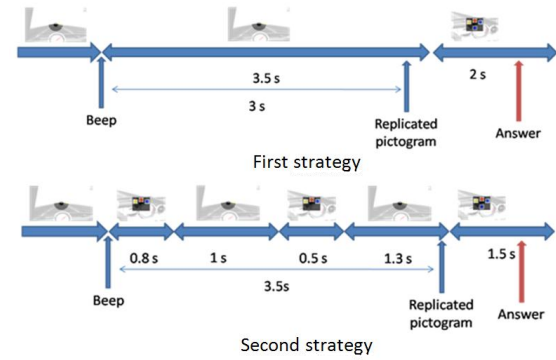 3.5 s
2 s
3 s
Beep
Replicated
pictogram
Answer
First strategy
0.8 s
1 s
0.5 s
1.3 s
1.5 s
3.5s
Beep
Replicated
pictogram
Answer
Second strategy